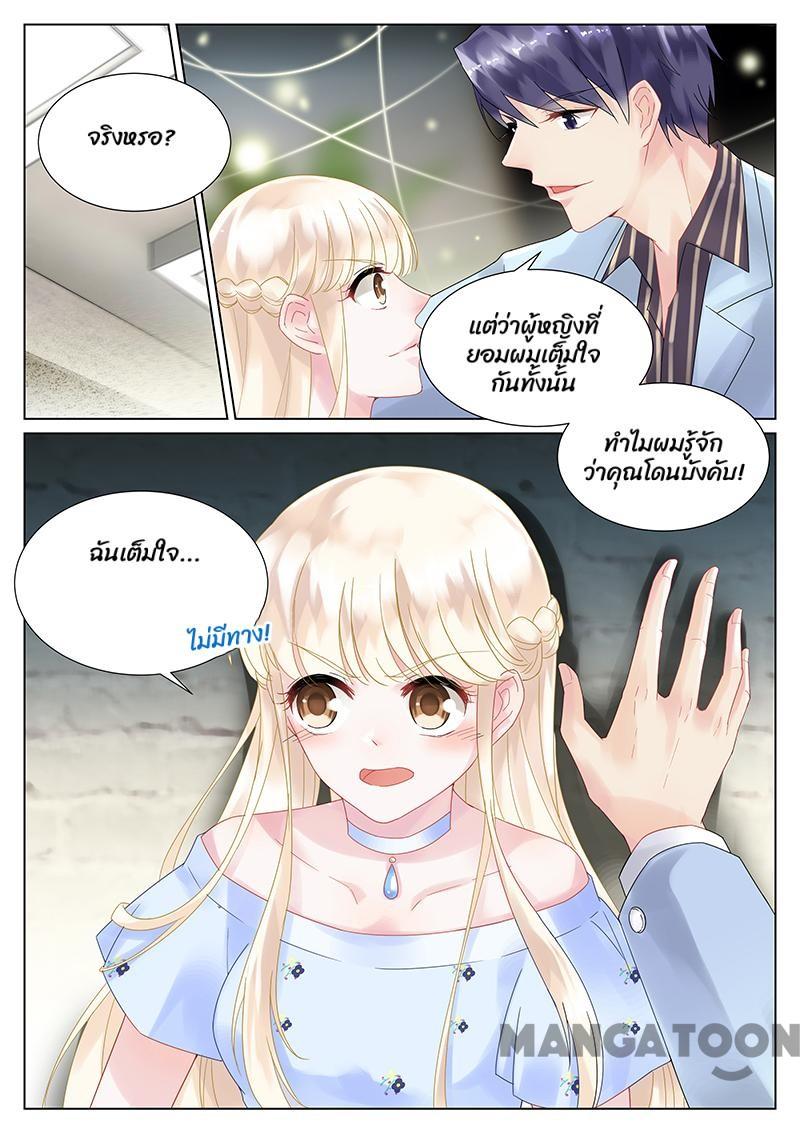 จริงหรอ?
แต่ว่าผู้หญิงที่
ยอมผมเต็มใจ
กันทั้งนั้น
ทำไมผมรู้จัก
ว่าคุณโดนบังคับ!
ฉันเต็มใจ...
ไม่มีทาง!
MANGATOON